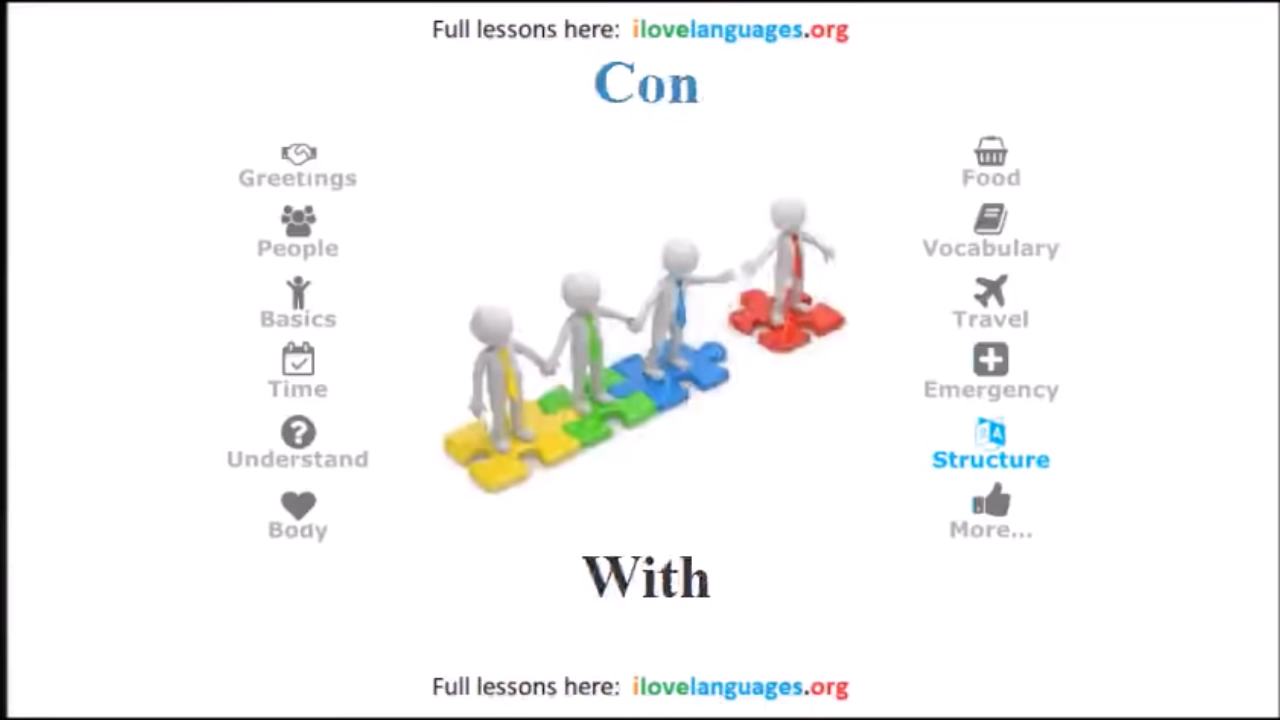 Full lessons here: ilovelanguages.org
Con
Greetings
People
Basics
Time
Understand
Body
Food
Vocabulary
Travel
Emergency
Structure
More...
With
Full lessons here: ilovelanguages.org